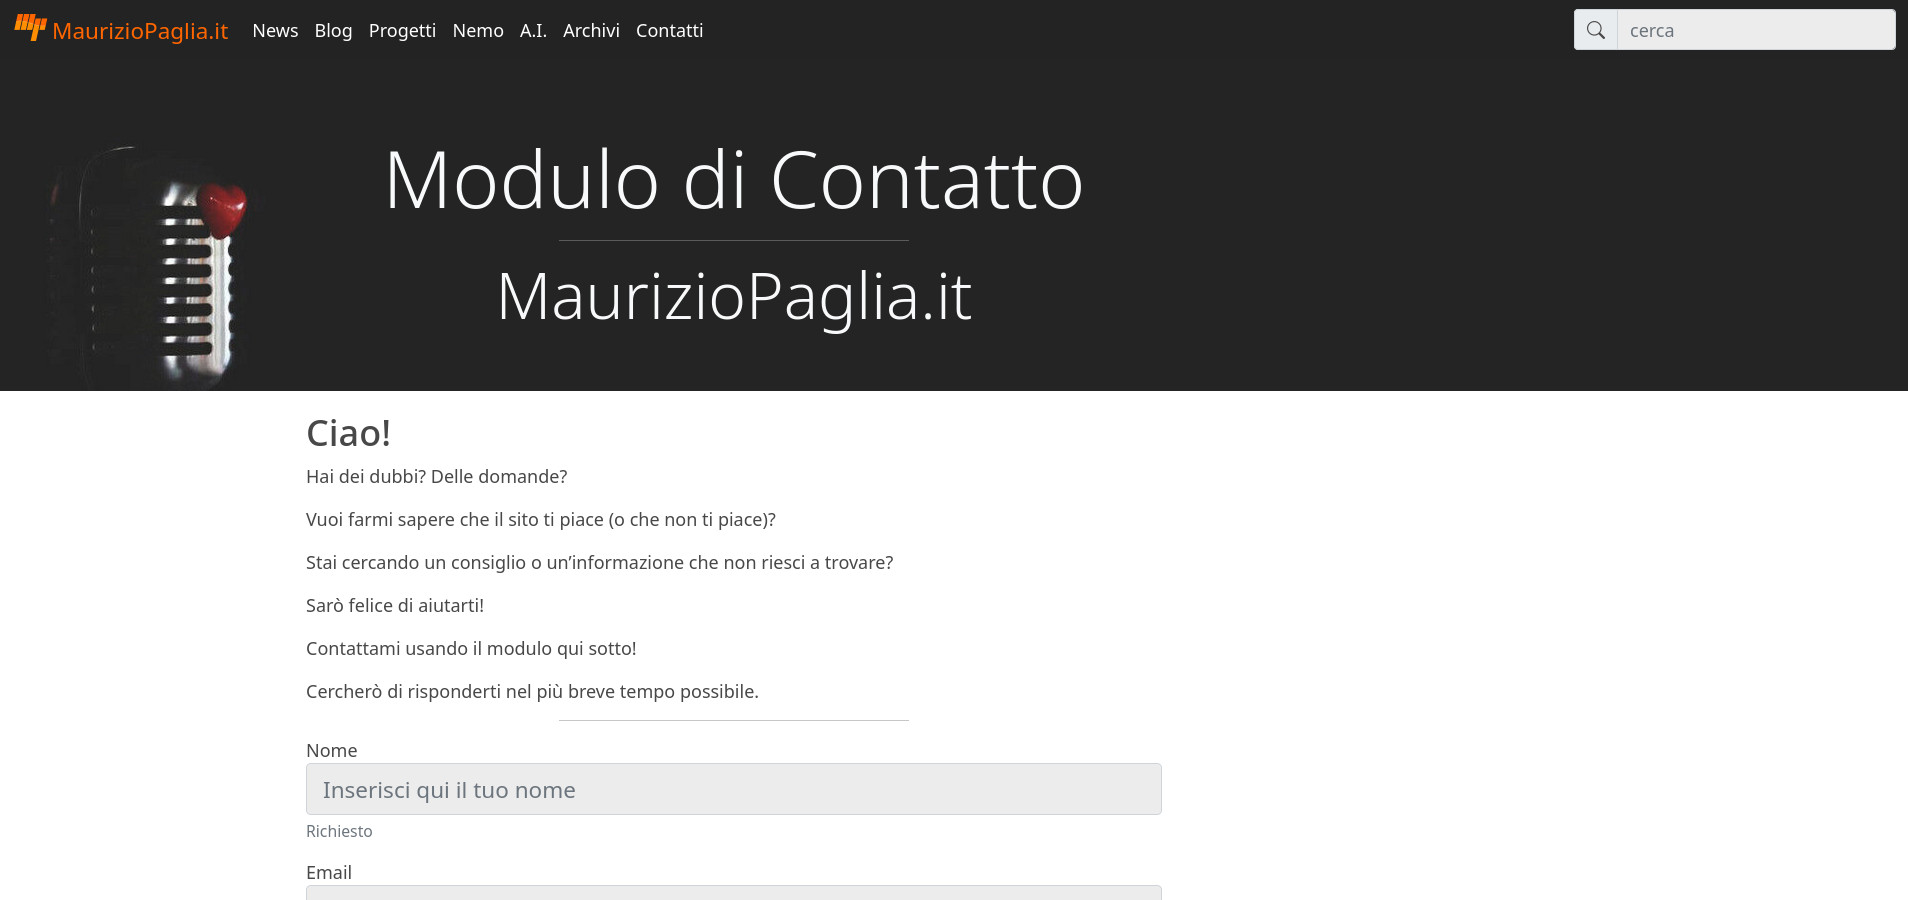 MaurizioPaglia.it News Blog Progetti Nemo A.I. Archivi Contatti cerca
Modulo di Contatto
MaurizioPaglia.it
Ciao!
Hai dei dubbi? Delle domande?
Vuoi farmi sapere che il sito ti piace (o che non ti piace)?
Stai cercando un consiglio o un’informazione che non riesci a trovare?
Sarò felice di aiutarti!
Contattami usando il modulo qui sotto!
Cercherò di risponderti nel più breve tempo possibile.
Nome
Inserisci qui il tuo nome
Richiesto
Email